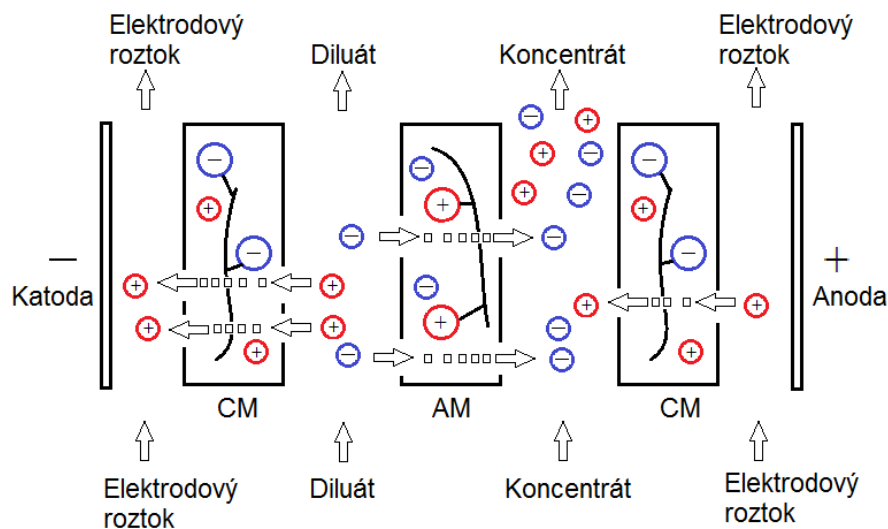 Elektrodový
roztok
Diluát
Koncentrát
Elektrodový
roztok
−
Katoda
+
Anoda
CM
AM
CM
Elektrodový
roztok
Diluát
Koncentrát
Elektrodový
roztok